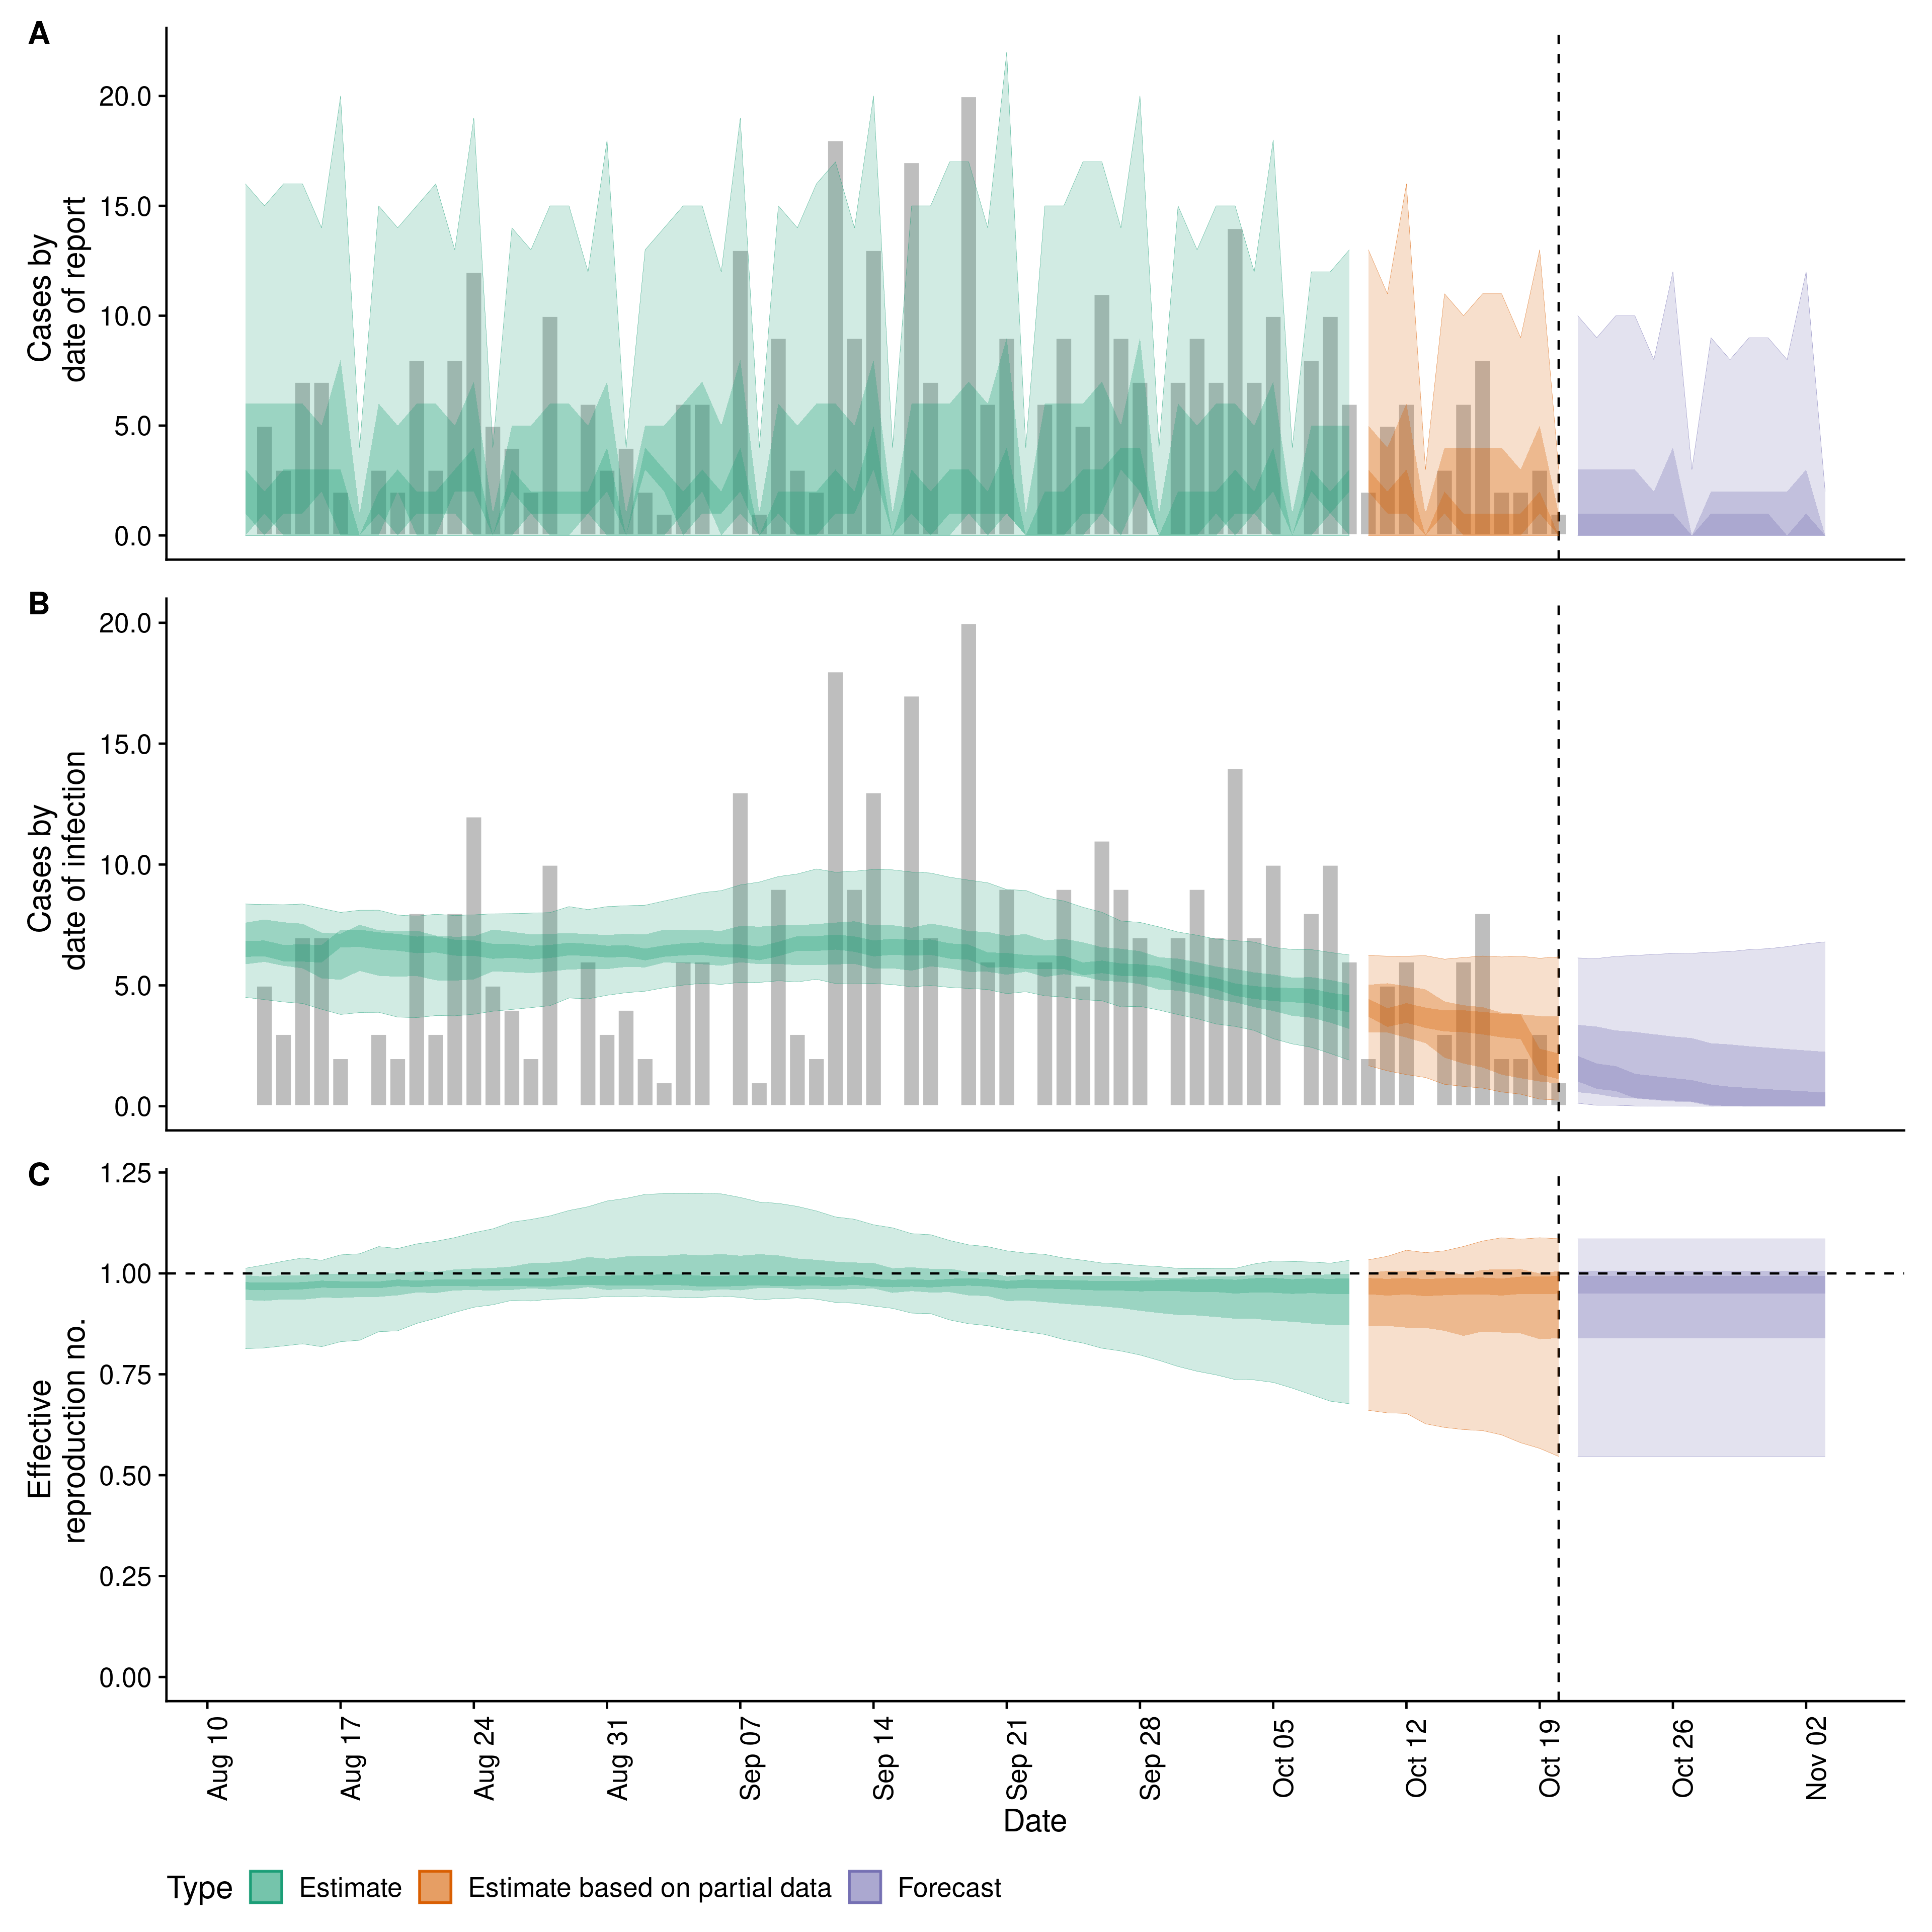 A
Cases by
date of report
20.0
15.0
10.0
5.0
0.0
B
Cases by
date of infection
20.0
15.0
10.0
5.0
0.0
C
Effective
reproduction no.
1.25
1.00
0.75
0.50
0.25
0.00
Aug 10
Aug 17
Aug 24
Aug 31
Sep 07
Sep 14
Sep 21
Sep 28
Oct 05
Oct 12
Oct 19
Oct 26
Nov 02
Date
Type Estimate Estimate based on partial data Forecast